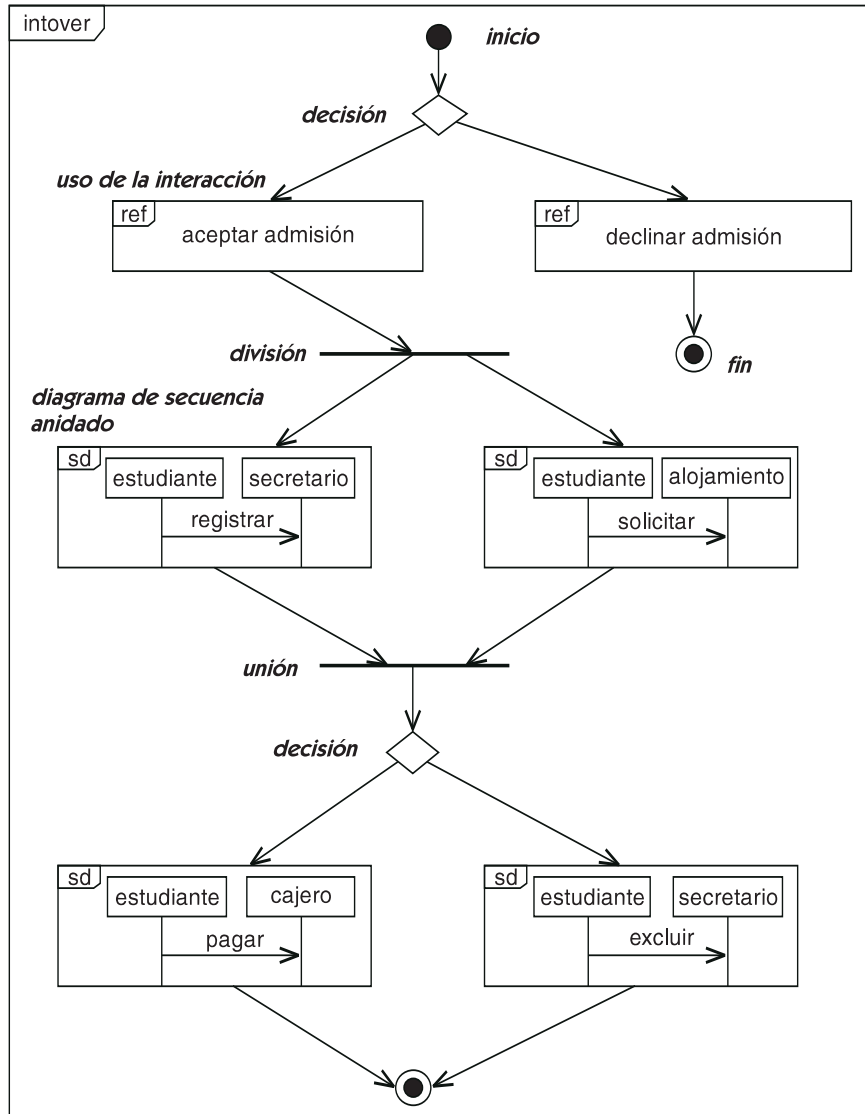 intover
inicio
decisión
uso de la interacción
ref
aceptar admisión
ref
declinar admisión
división
fin
diagrama de secuencia
anidado
sd
estudiante
secretario
registrar
sd
estudiante
alojamiento
solicitar
unión
decisión
sd
estudiante
cajero
pagar
sd
estudiante
secretario
excluir